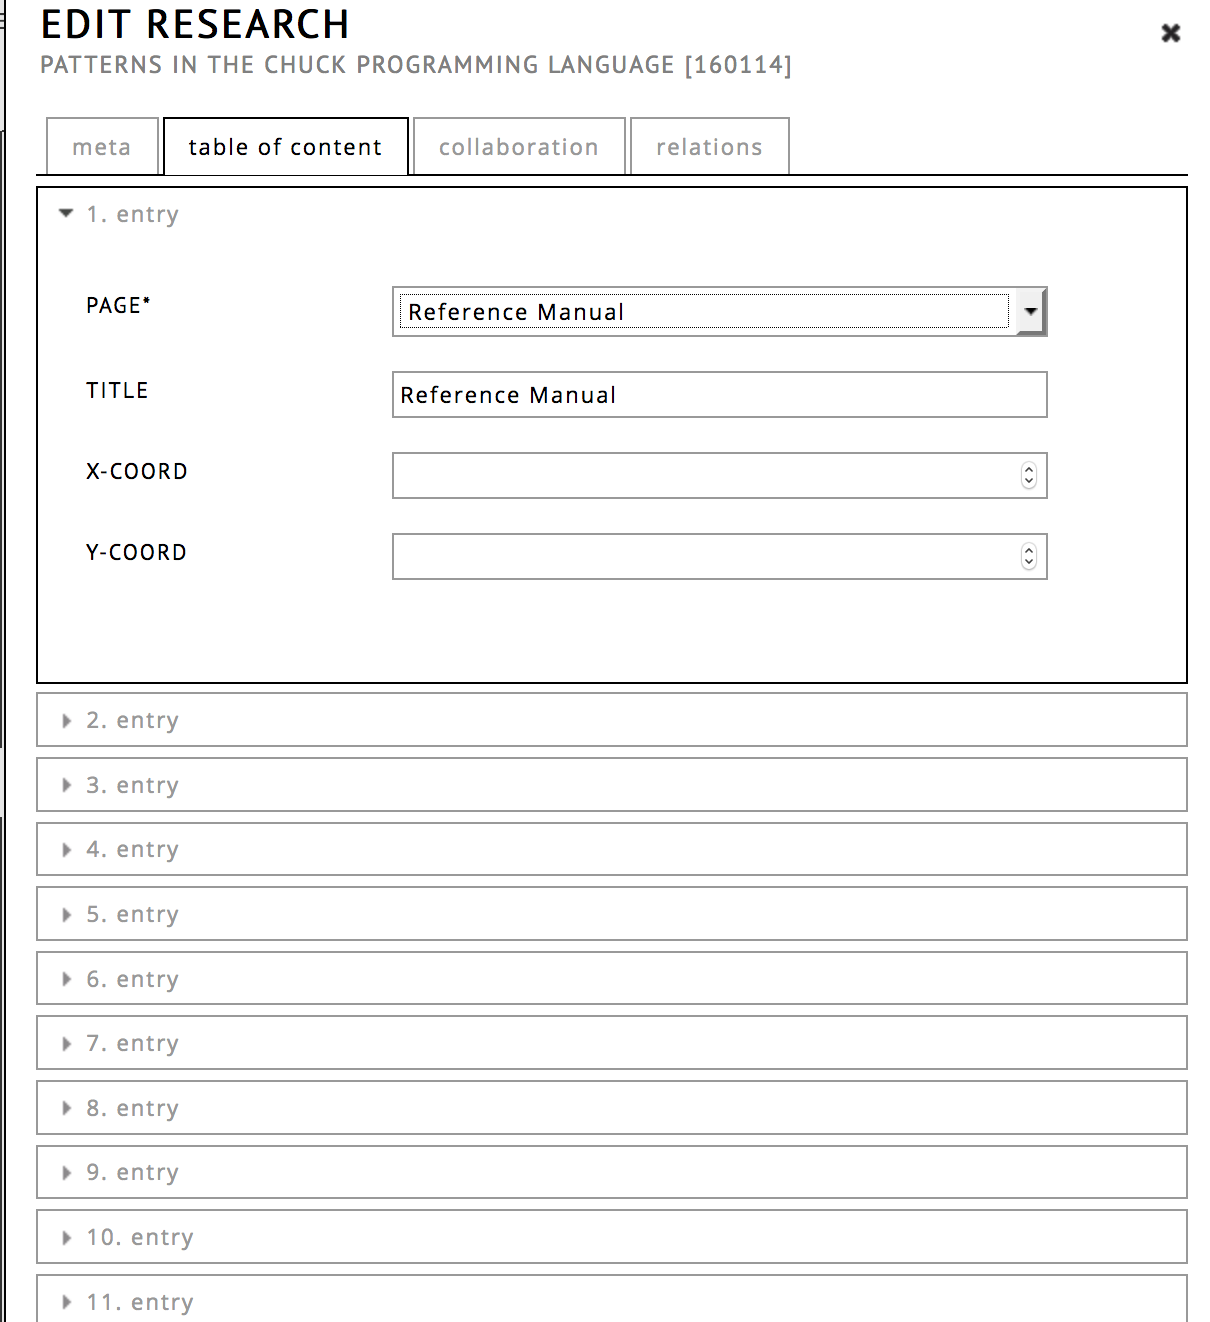 EDIT RESEARCH
PATTERNS IN THE CHUCK PROGRAMMING LANGUAGE [160114]
meta table of content collaboration relations
1. entry
PAGE* Reference Manual
TITLE Reference Manual
X-COORD
Y-COORD
2. entry
3. entry
4. entry
5. entry
6. entry
7. entry
8. entry
9. entry
10. entry
11. entry